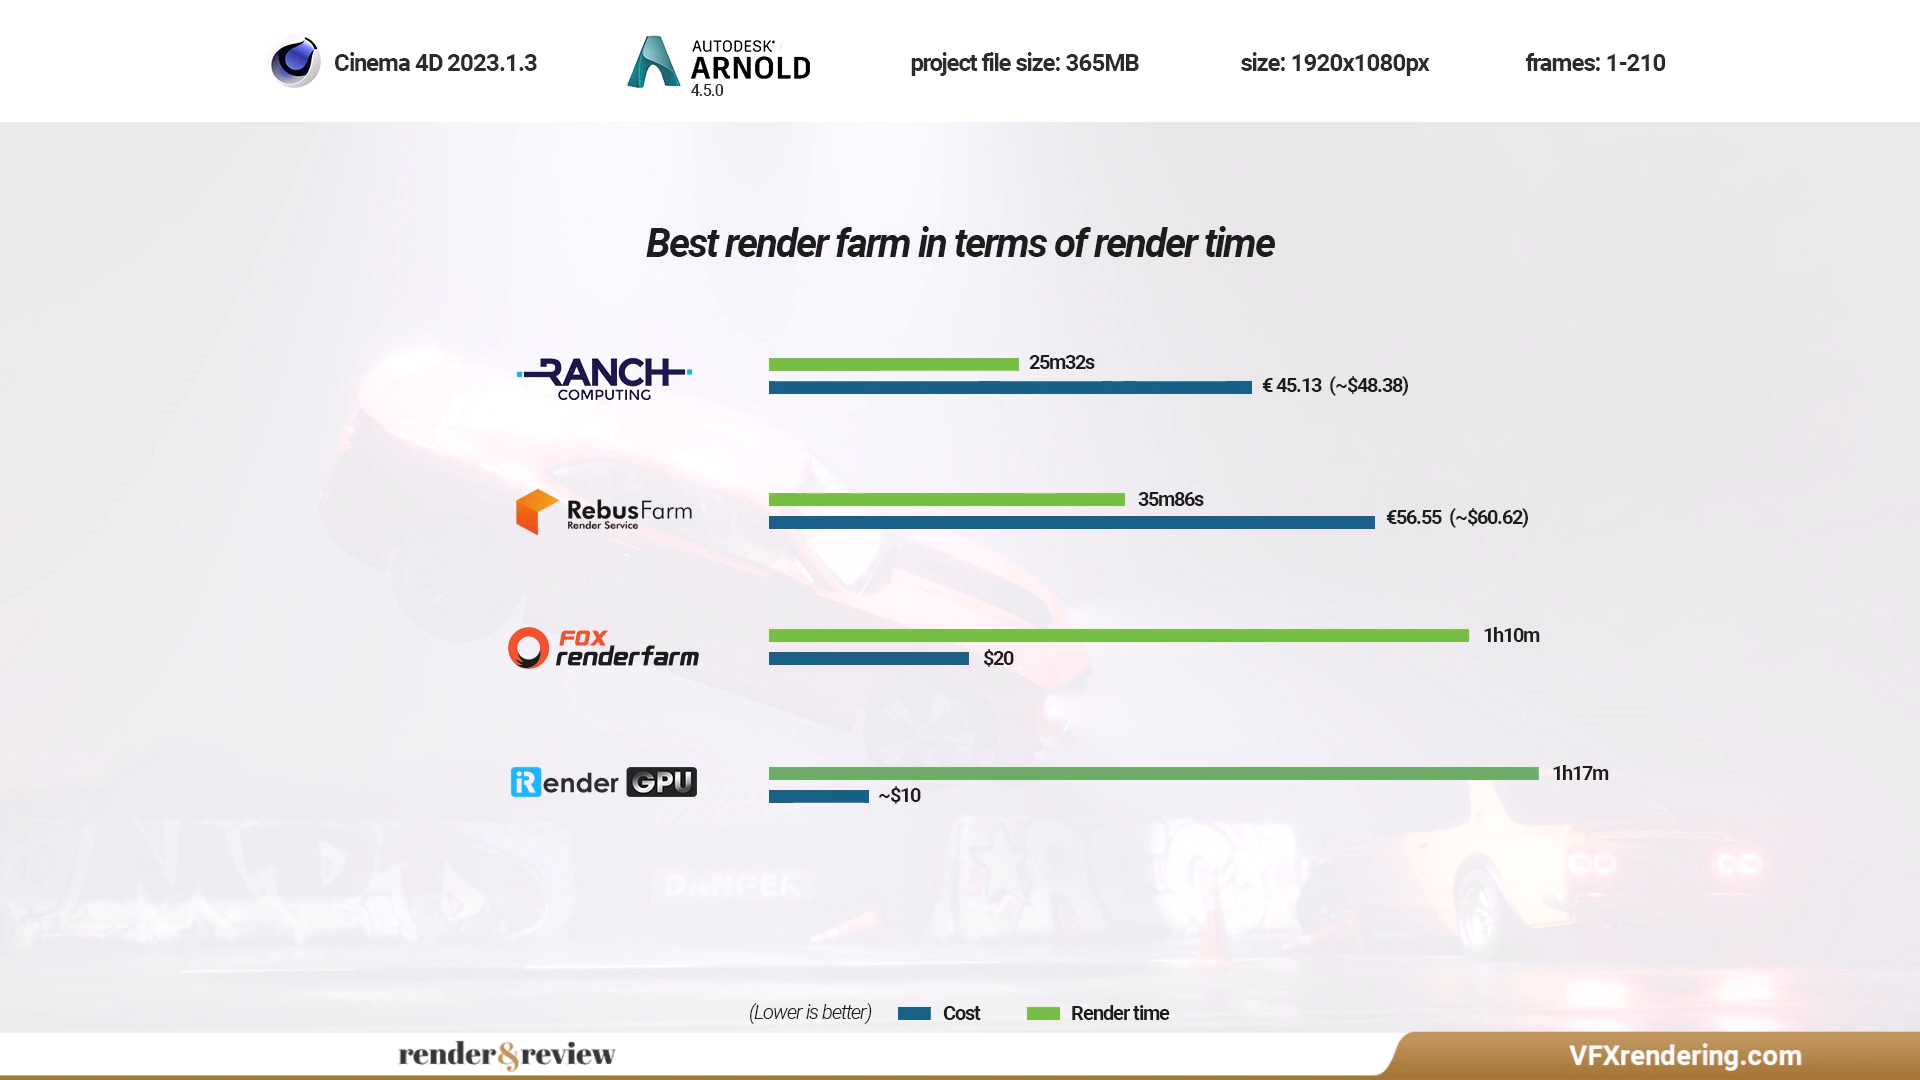 Cinema 4D 2023.1.3
AUTODESK
ARNOLD
4.5.0
project file size: 365MB
size: 1920x1080px
frames: 1-210
Best render farm in terms of render time
RANCH
COMPUTING
25m32s
€ 45.13 (~$48.38)
RebusFarm
Render Service
35m86s
€56.55 (~$60.62)
FOX
renderfarm
1h10m
$20
iRender GPU
1h17m
~$10
DANGER
(Lower is better)
Cost
Render time
render&review
VFXrendering.com